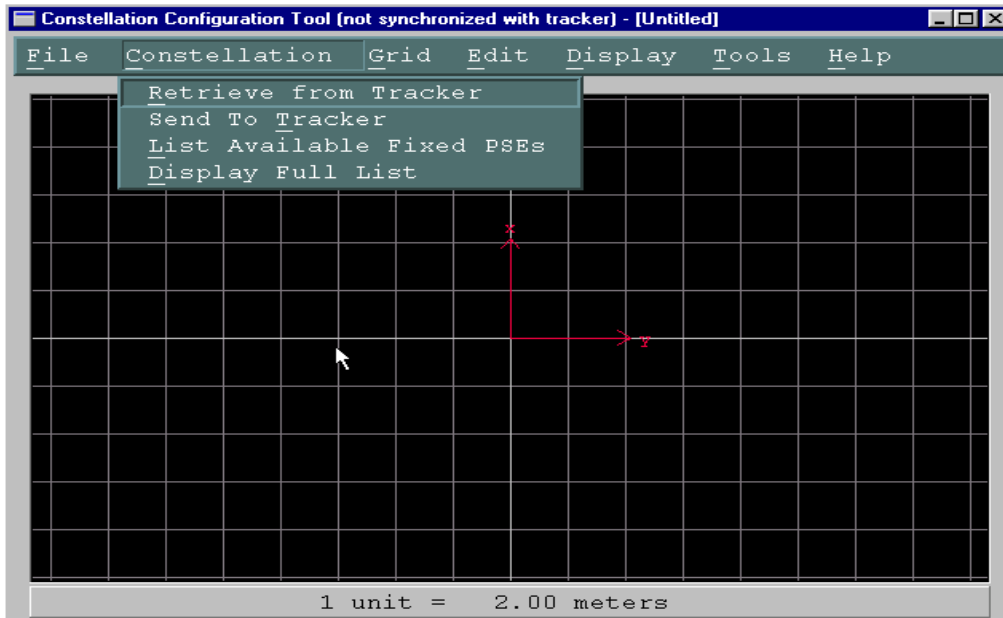 Constellation Configuration Tool (not synchronized with tracker) - [Untitled]
File Constellation Grid Edit Display Tools Help
Retrieve from Tracker
Send To Tracker
List Available Fixed PSEs
Display Full List
X
Y
1 unit = 2.00 meters